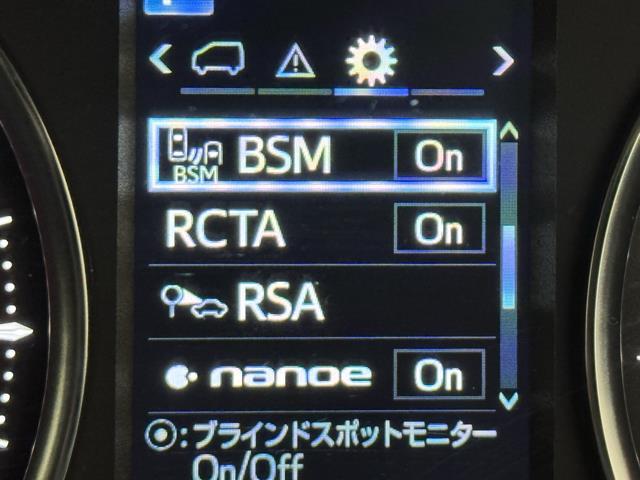 BSM BSM On
RCTA On
RSA
nanoe On
⦿:ブラインドスポットモニター
On/Off